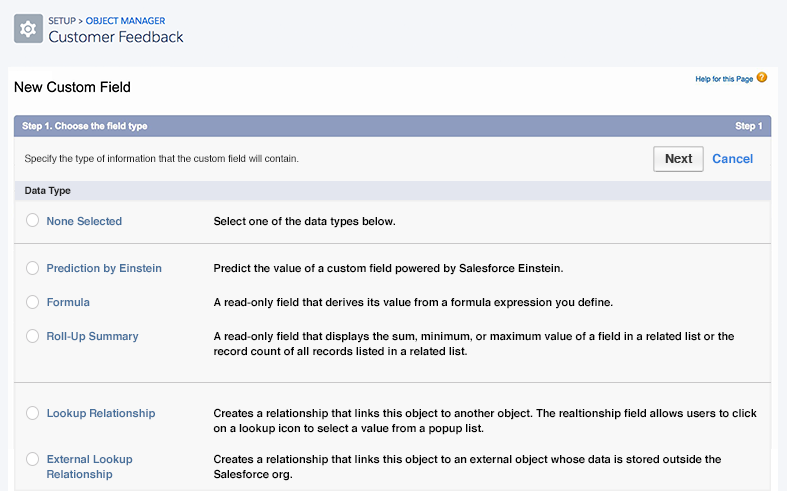 SETUP > OBJECT MANAGER
Customer Feedback
Help for this Page ?
New Custom Field
Step 1. Choose the field type Step 1
Specify the type of information that the custom field will contain. Next Cancel
Data Type
None Selected Select one of the data types below.
Prediction by Einstein Predict the value of a custom field powered by Salesforce Einstein.
Formula A read-only field that derives its value from a formula expression you define.
Roll-Up Summary A read-only field that displays the sum, minimum, or maximum value of a field in a related list or the
record count of all records listed in a related list.
Lookup Relationship Creates a relationship that links this object to another object. The realtionship field allows users to click
on a lookup icon to select a value from a popup list.
External Lookup Creates a relationship that links this object to an external object whose data is stored outside the
Relationship Salesforce org.